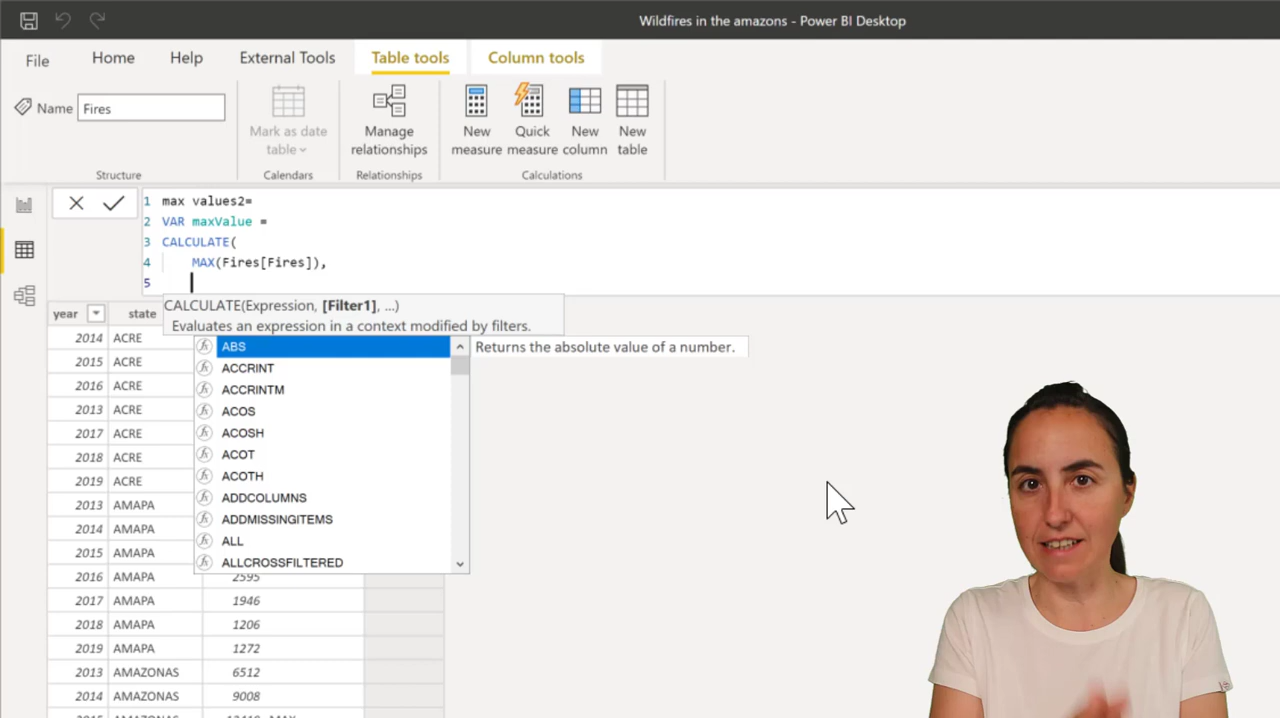 Wildfires in the amazons - Power BI Desktop
File Home Help External Tools Table tools Column tools
Name Fires
Mark as date table
Manage relationships
New measure
Quick measure
New column
New table
Structure Calendars Relationships Calculations
1 max values2=
2 VAR maxValue =
3 CALCULATE(
4 MAX(Fires[Fires]),
5
CALCULATE(Expression, [Filter1], ...)
Evaluates an expression in a context modified by filters.
year state
ABS Returns the absolute value of a number.
ACCRINT
ACCRINTM
ACOS
ACOSH
ACOT
ACOTH
ADDCOLUMNS
ADDMISSINGITEMS
ALL
ALLCROSSFILTERED
2014 ACRE
2015 ACRE
2016 ACRE
2013 ACRE
2017 ACRE
2018 ACRE
2019 ACRE
2013 AMAPA
2014 AMAPA
2015 AMAPA
2016 AMAPA 2595
2017 AMAPA 1946
2018 AMAPA 1206
2019 AMAPA 1272
2013 AMAZONAS 6512
2014 AMAZONAS 9008